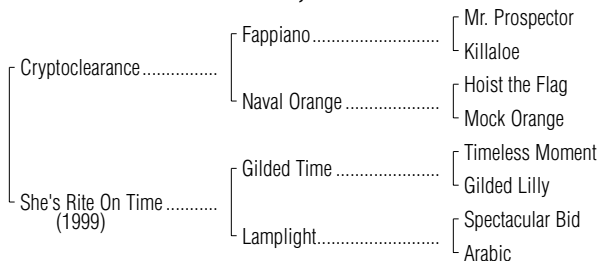 Mr. Prospector
Fappiano
Killaloe
Cryptoclearance
Hoist the Flag
Naval Orange
Mock Orange
Timeless Moment
Gilded Time
Gilded Lilly
She's Rite On Time
(1999)
Spectacular Bid
Lamplight
Arabic